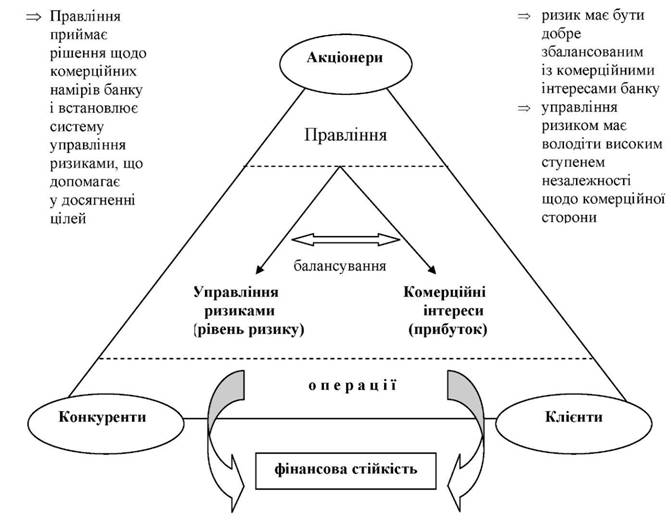 ⇒ Правління
приймає
рішення щодо
комерційних
намірів банку
і встановлює
систему
управління
ризиками, що
допомагає
у досягненні
цілей
⇒ ризик має бути
добре
збалансованим
із комерційними
інтересами банку
⇒ управління
ризиком має
володіти високим
ступенем
незалежності
щодо комерційної
сторони
Акціонери
Правління
балансування
Управління
ризиками
(рівень ризику)
Комерційні
інтереси
(прибуток)
о п е р а ц і ї
Конкуренти
Клієнти
фінансова стійкість